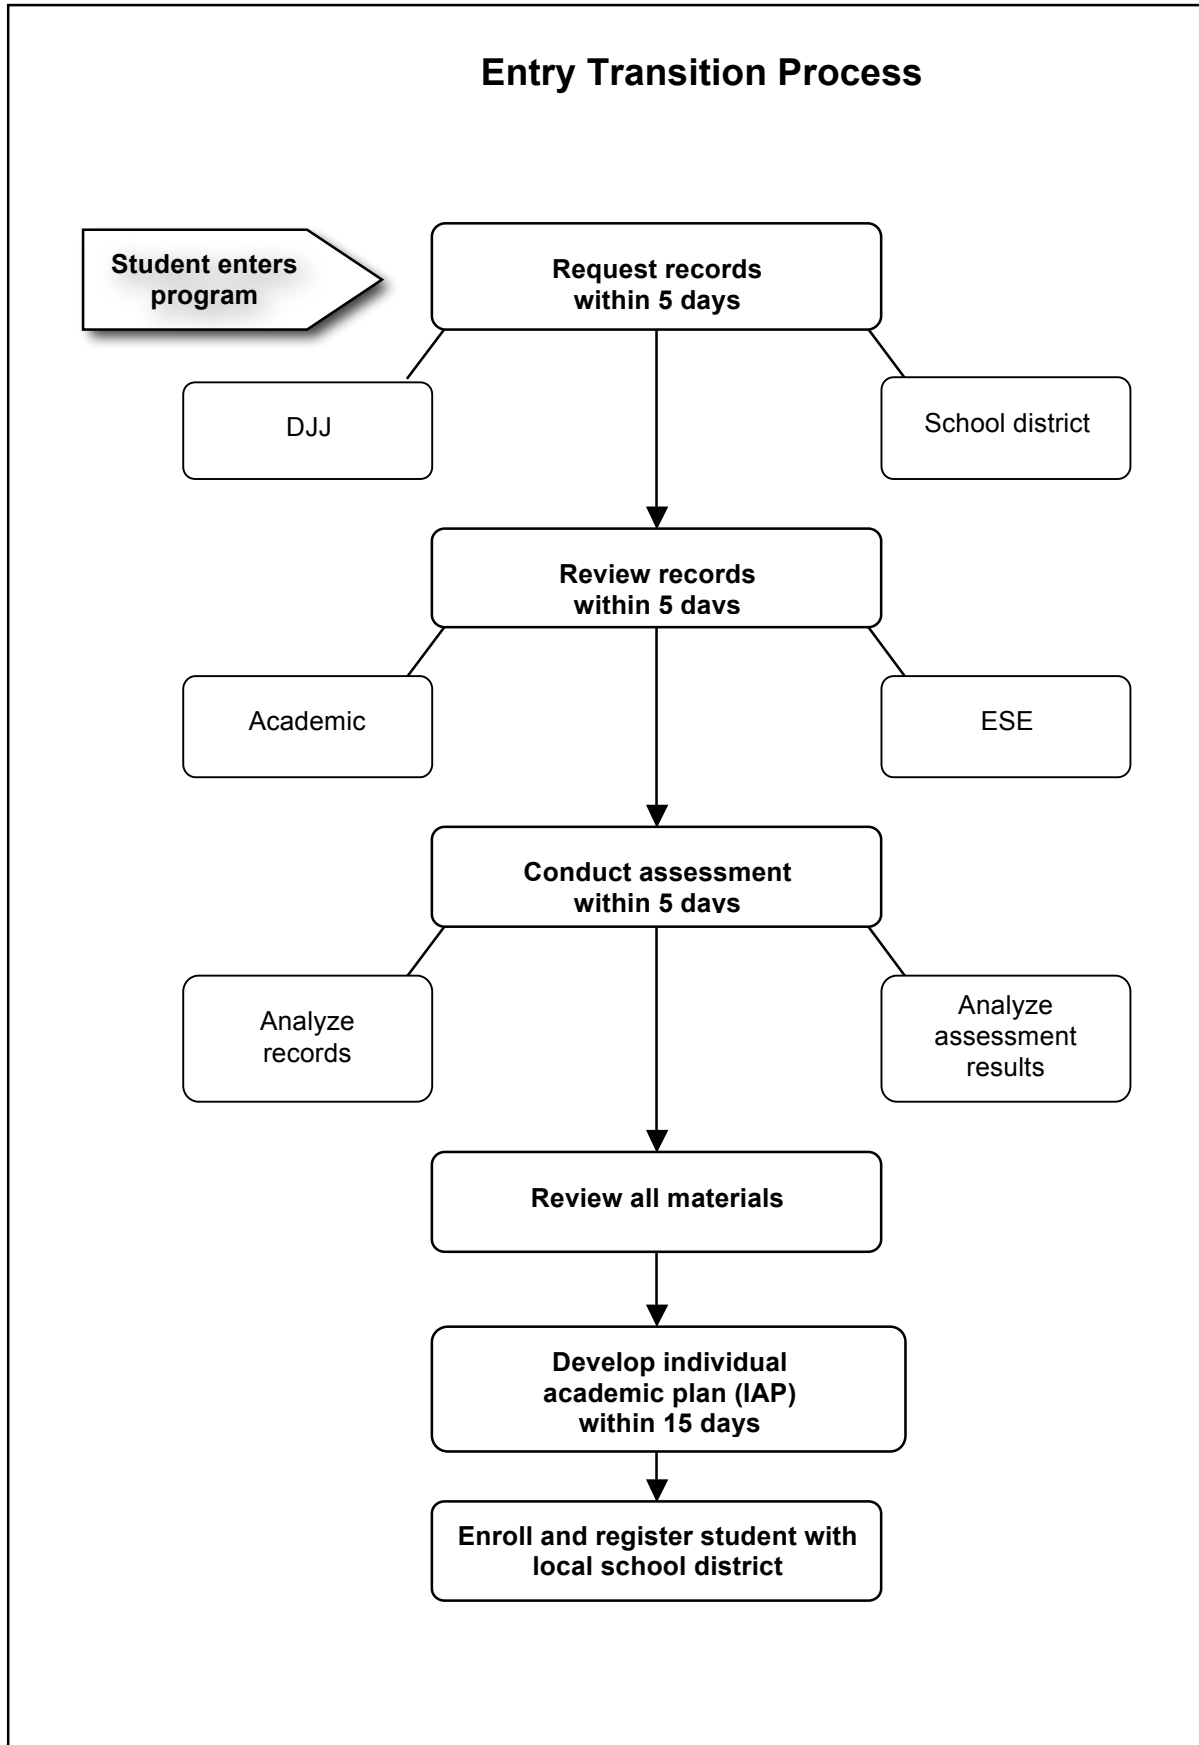 Entry Transition Process
Student enters
program
Request records
within 5 days
DJJ
School district
Review records
within 5 days
Academic
ESE
Conduct assessment
within 5 days
Analyze
records
Analyze
assessment
results
Review all materials
Develop individual
academic plan (IAP)
within 15 days
Enroll and register student with
local school district